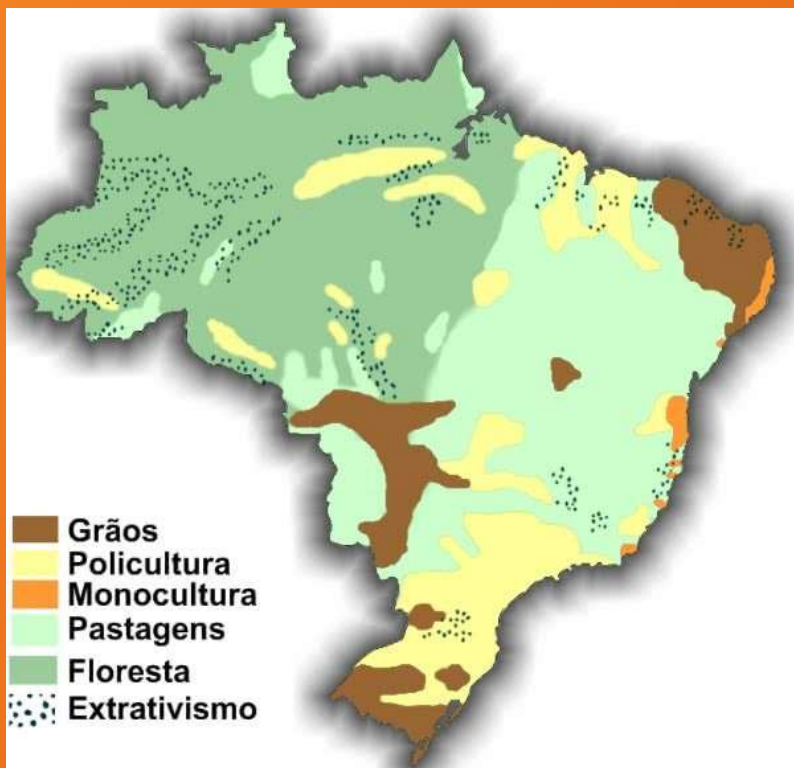 Grãos
Policultura
Monocultura
Pastagens
Floresta
Extrativismo